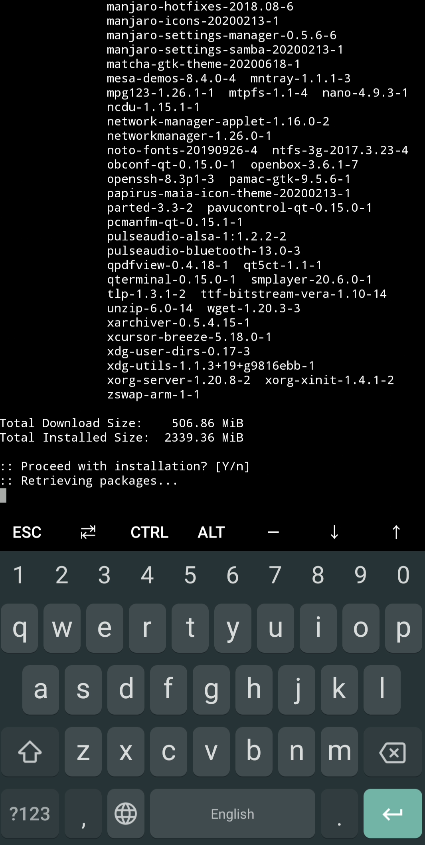 manjaro-hotfixes-2018.08-6
manjaro-icons-20200213-1
manjaro-settings-manager-0.5.6-6
manjaro-settings-samba-20200213-1
matcha-gtk-theme-20200618-1
mesa-demos-8.4.0-4 mntray-1.1.1-3
mpg123-1.26.1-1 mtpfs-1.1-4 nano-4.9.3-1
ncdu-1.15.1-1
network-manager-applet-1.16.0-2
networkmanager-1.26.0-1
noto-fonts-20190926-4 ntfs-3g-2017.3.23-4
obconf-qt-0.15.0-1 openbox-3.6.1-7
openssh-8.3p1-3 pamac-gtk-9.5.6-1
papirus-maia-icon-theme-20200213-1
parted-3.3-2 pavucontrol-qt-0.15.0-1
pcmanfm-qt-0.15.1-1
pulseaudio-alsa-1:1.2.2-2
pulseaudio-bluetooth-13.0-3
qpdfview-0.4.18-1 qt5ct-1.1-1
qterminal-0.15.0-1 smplayer-20.6.0-1
tlp-1.3.1-2 ttf-bitstream-vera-1.10-14
unzip-6.0-14 wget-1.20.3-3
xarchiver-0.5.4.15-1
xcursor-breeze-5.18.0-1
xdg-user-dirs-0.17-3
xdg-utils-1.1.3+19+g9816ebb-1
xorg-server-1.20.8-2 xorg-xinit-1.4.1-2
zswap-arm-1-1
Total Download Size: 506.86 MiB
Total Installed Size: 2339.36 MiB
:: Proceed with installation? [Y/n]
:: Retrieving packages...
ESC ⇄ CTRL ALT – ↓ ↑
1 2 3 4 5 6 7 8 9 0
q w e r t y u i o p
a s d f g h j k l
z x c v b n m
?123 , English .